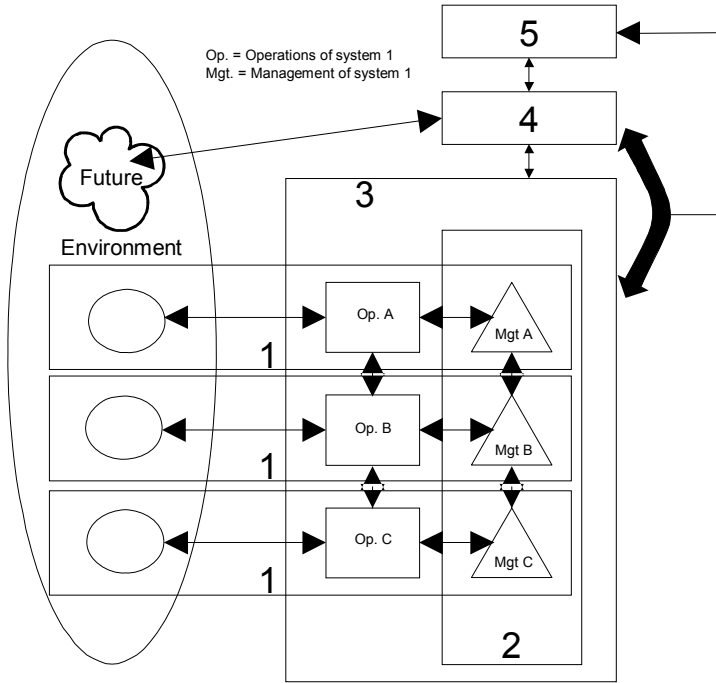 5
Op. = Operations of system 1
Mgt. = Management of system 1
4
Future
3
Environment
Op. A
Mgt A
1
Op. B
Mgt B
1
Op. C
Mgt C
1
2